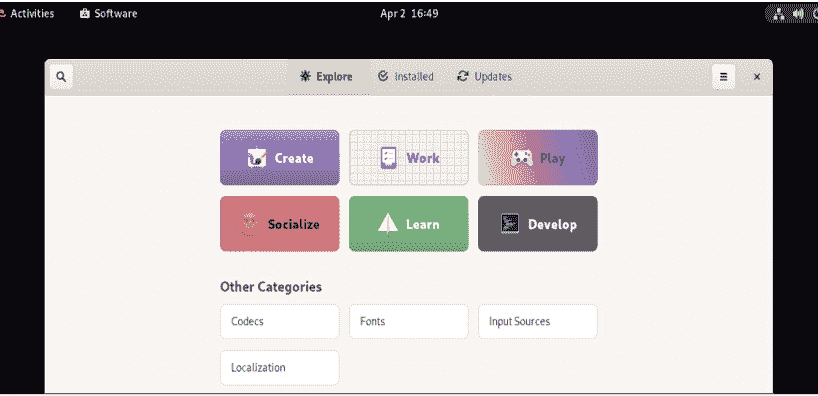 Activities Software Apr 2 16:49
Explore Installed Updates
Create Work Play
Socialize Learn Develop
Other Categories
Codecs Fonts Input Sources
Localization